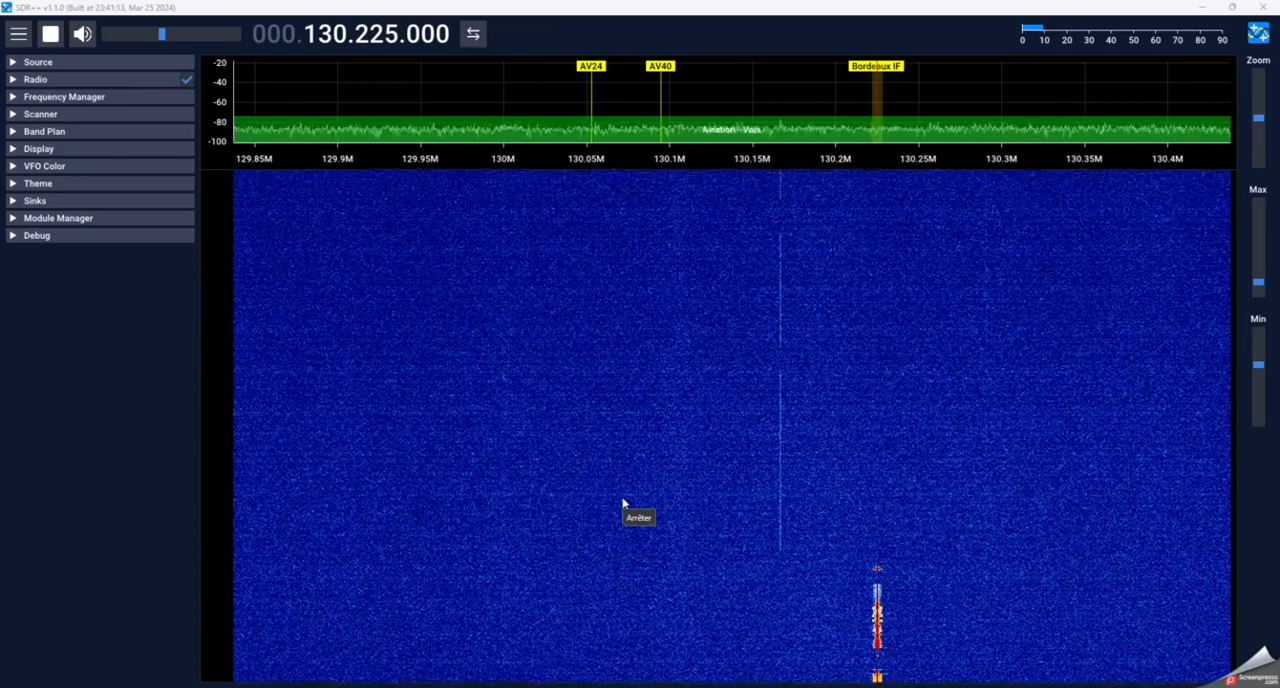 SDR++ v1.1.0 (Built at 23:41:13, Mar 25 2024)
000.130.225.000
0 10 20 30 40 50 60 70 80 90
Source
Radio
Frequency Manager
Scanner
Band Plan
Display
VFO Color
Theme
Sinks
Module Manager
Debug
AV24 AV40 Bordeaux IF
-20
-40
-60
-80
-100
Aviation - Voix
129.85M 129.9M 129.95M 130M 130.05M 130.1M 130.15M 130.2M 130.25M 130.3M 130.35M 130.4M
Zoom
Max
Min
Arrêter
Screenpresso
.com